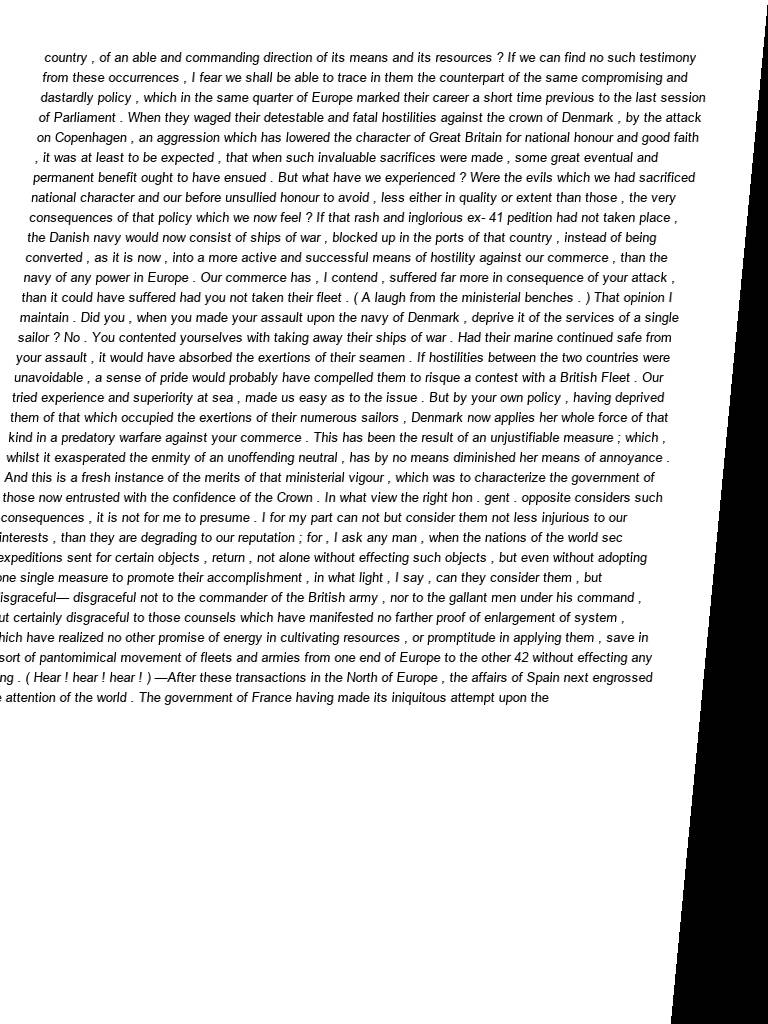 country , of an able and commanding direction of its means and its resources ? If we can find no such testimony
from these occurrences , I fear we shall be able to trace in them the counterpart of the same compromising and
dastardly policy , which in the same quarter of Europe marked their career a short time previous to the last session
of Parliament . When they waged their detestable and fatal hostilities against the crown of Denmark , by the attack
on Copenhagen , an aggression which has lowered the character of Great Britain for national honour and good faith
, it was at least to be expected , that when such invaluable sacrifices were made , some great eventual and
permanent benefit ought to have ensued . But what have we experienced ? Were the evils which we had sacrificed
national character and our before unsullied honour to avoid , less either in quality or extent than those , the very
consequences of that policy which we now feel ? If that rash and inglorious ex- 41 pedition had not taken place ,
the Danish navy would now consist of ships of war , blocked up in the ports of that country , instead of being
converted , as it is now , into a more active and successful means of hostility against our commerce , than the
navy of any power in Europe . Our commerce has , I contend , suffered far more in consequence of your attack ,
than it could have suffered had you not taken their fleet . ( A laugh from the ministerial benches . ) That opinion I
maintain . Did you , when you made your assault upon the navy of Denmark , deprive it of the services of a single
sailor ? No . You contented yourselves with taking away their ships of war . Had their marine continued safe from
your assault , it would have absorbed the exertions of their seamen . If hostilities between the two countries were
unavoidable , a sense of pride would probably have compelled them to risque a contest with a British Fleet . Our
tried experience and superiority at sea , made us easy as to the issue . But by your own policy , having deprived
them of that which occupied the exertions of their numerous sailors , Denmark now applies her whole force of that
kind in a predatory warfare against your commerce . This has been the result of an unjustifiable measure ; which ,
whilst it exasperated the enmity of an unoffending neutral , has by no means diminished her means of annoyance .
And this is a fresh instance of the merits of that ministerial vigour , which was to characterize the government of
those now entrusted with the confidence of the Crown . In what view the right hon . gent . opposite considers such
consequences , it is not for me to presume . I for my part can not but consider them not less injurious to our
interests , than they are degrading to our reputation ; for , I ask any man , when the nations of the world sec
expeditions sent for certain objects , return , not alone without effecting such objects , but even without adopting
one single measure to promote their accomplishment , in what light , I say , can they consider them , but
isgraceful— disgraceful not to the commander of the British army , nor to the gallant men under his command ,
ut certainly disgraceful to those counsels which have manifested no farther proof of enlargement of system ,
hich have realized no other promise of energy in cultivating resources , or promptitude in applying them , save in
sort of pantomimical movement of fleets and armies from one end of Europe to the other 42 without effecting any
ng . ( Hear ! hear ! hear ! ) —After these transactions in the North of Europe , the affairs of Spain next engrossed
attention of the world . The government of France having made its iniquitous attempt upon the